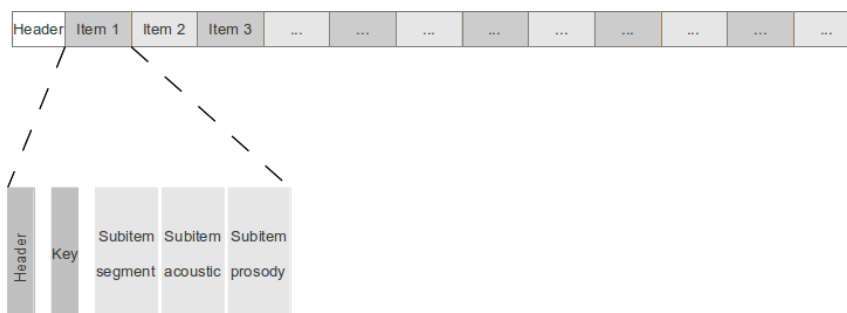 Header Item 1 Item 2 Item 3 ... ... ... ... ... ... ... ... ...
Header
Key
Subitem segment
Subitem acoustic
Subitem prosody